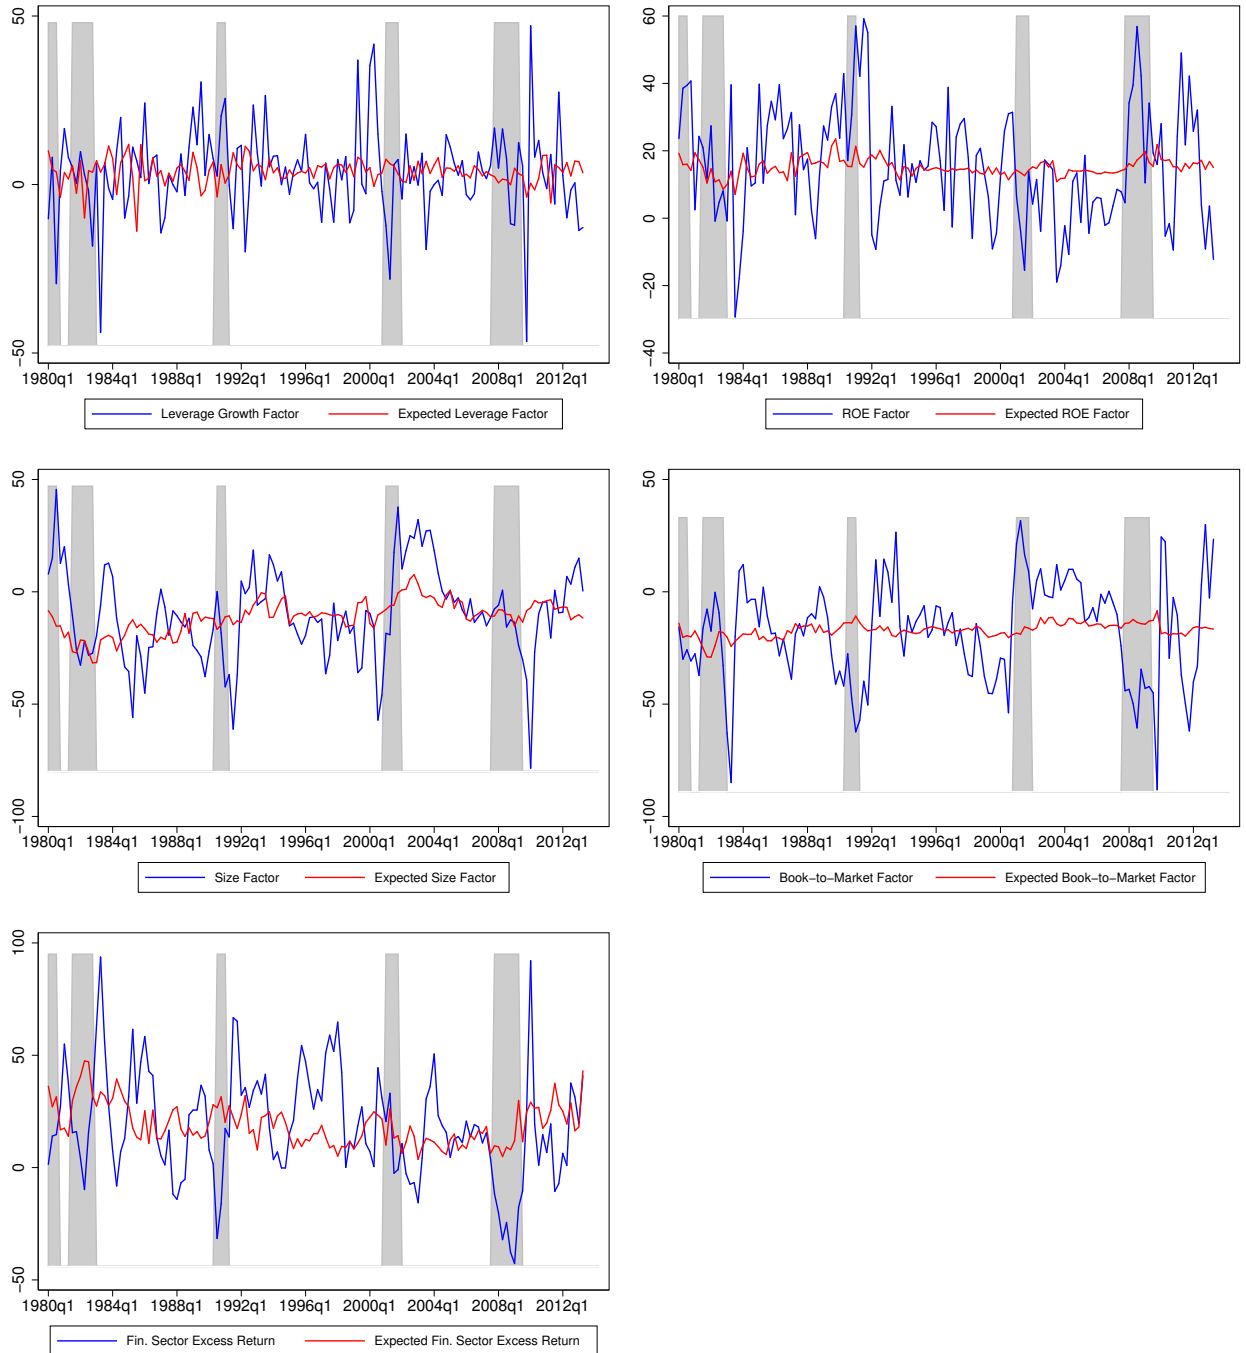 50
0
−50
1980q1 1984q1 1988q1 1992q1 1996q1 2000q1 2004q1 2008q1 2012q1
Leverage Growth Factor Expected Leverage Factor
60
40
20
0
−20
−40
1980q1 1984q1 1988q1 1992q1 1996q1 2000q1 2004q1 2008q1 2012q1
ROE Factor Expected ROE Factor
50
0
−50
−100
1980q1 1984q1 1988q1 1992q1 1996q1 2000q1 2004q1 2008q1 2012q1
Size Factor Expected Size Factor
50
0
−50
−100
1980q1 1984q1 1988q1 1992q1 1996q1 2000q1 2004q1 2008q1 2012q1
Book−to−Market Factor Expected Book−to−Market Factor
100
50
0
−50
1980q1 1984q1 1988q1 1992q1 1996q1 2000q1 2004q1 2008q1 2012q1
Fin. Sector Excess Return Expected Fin. Sector Excess Return